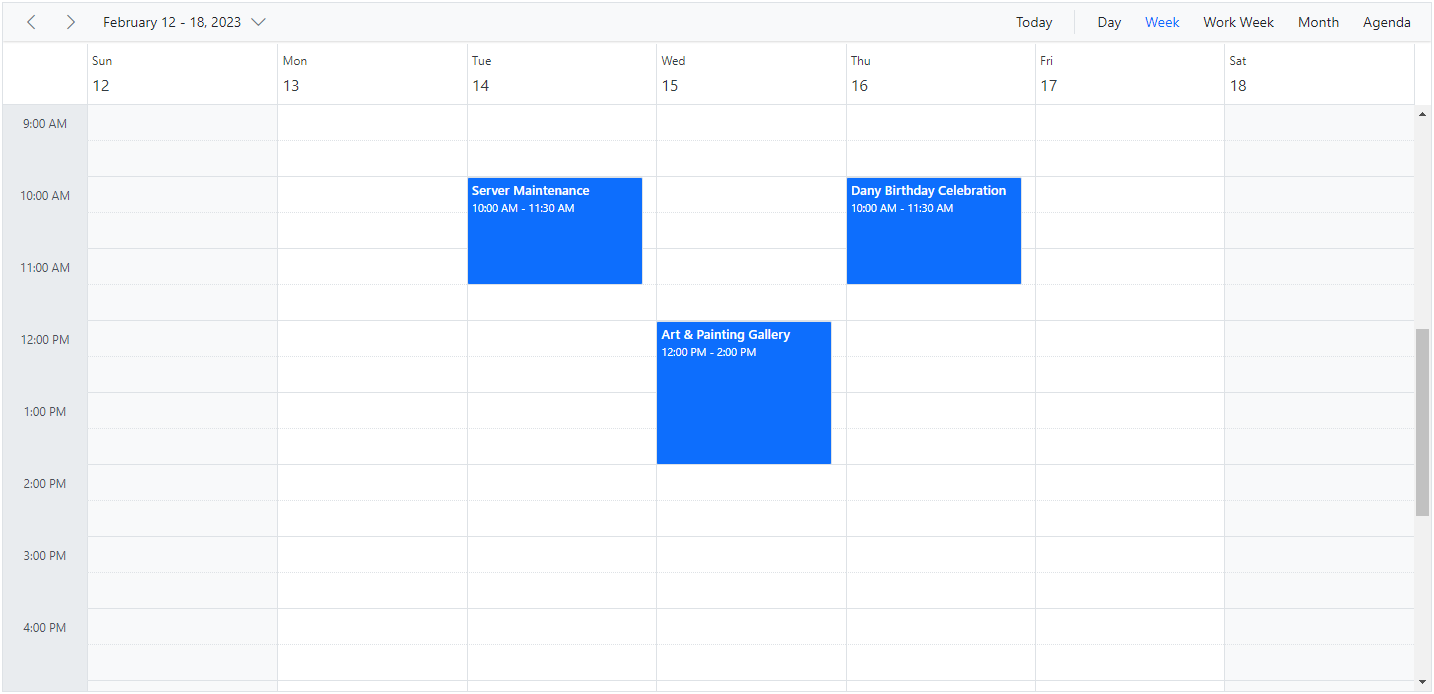 February 12 - 18, 2023
Today
Day
Week
Work Week
Month
Agenda
Sun
12
Mon
13
Tue
14
Wed
15
Thu
16
Fri
17
Sat
18
9:00 AM
10:00 AM
Server Maintenance
10:00 AM - 11:30 AM
Dany Birthday Celebration
10:00 AM - 11:30 AM
11:00 AM
12:00 PM
Art & Painting Gallery
12:00 PM - 2:00 PM
1:00 PM
2:00 PM
3:00 PM
4:00 PM